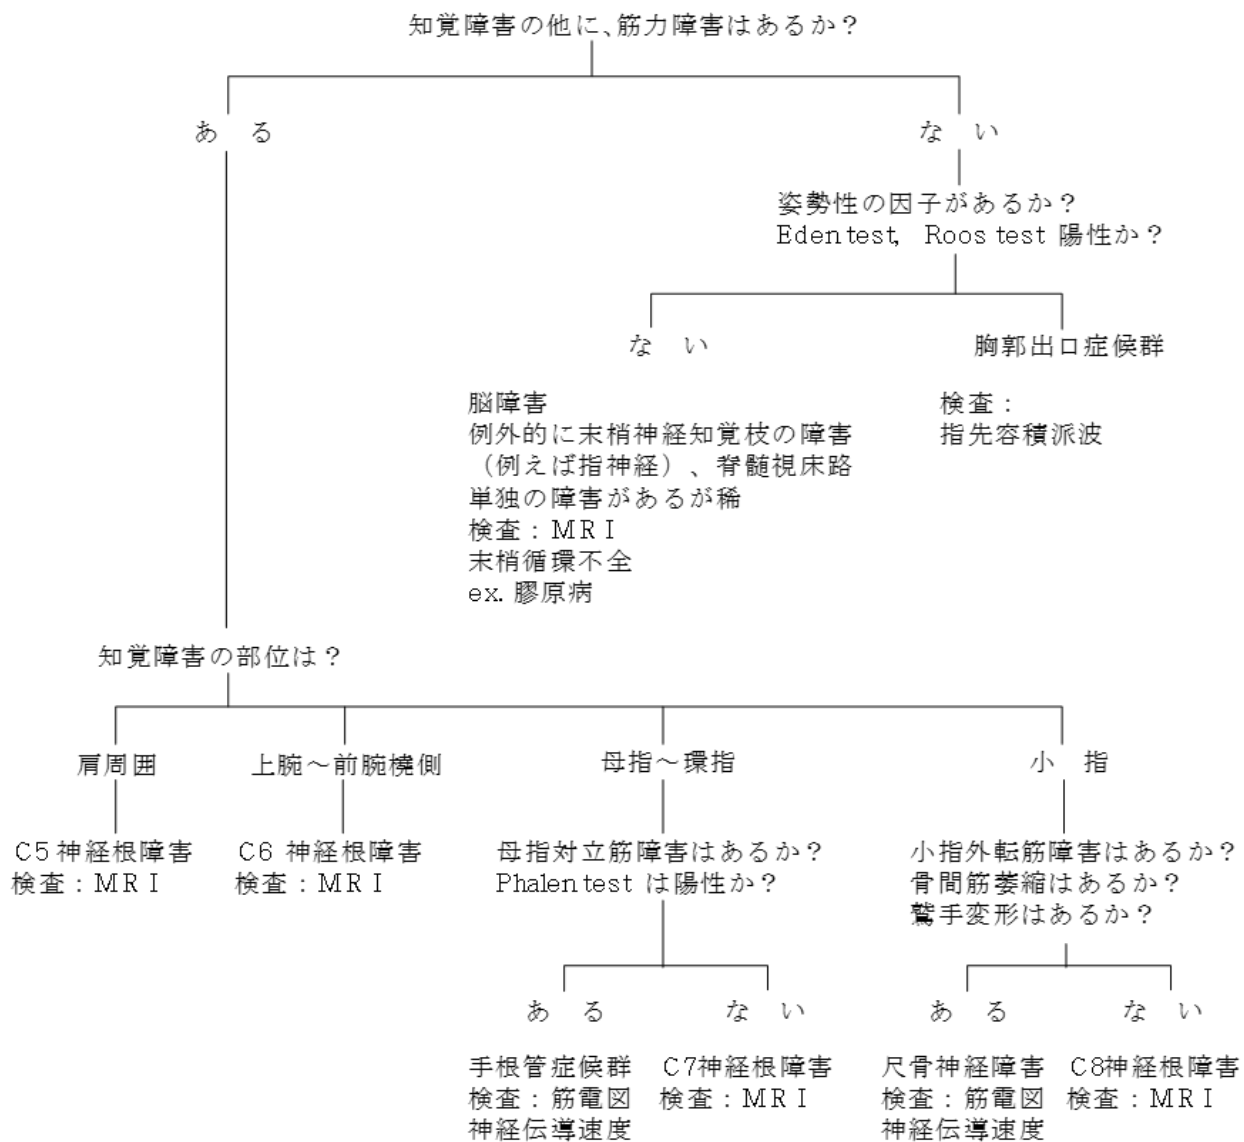 知覚障害の他に、筋力障害はあるか？
ある
ない
姿勢性の因子があるか？
Eden test, Roos test 陽性か？
ない
胸郭出口症候群
脳障害
例外的に末梢神経知覚枝の障害
（例えば指神経）、脊髄視床路
単独の障害があるが稀
検査：MRI
末梢循環不全
ex. 膠原病
検査：
指先容積派波
知覚障害の部位は？
肩周囲
上腕～前腕橈側
母指～環指
小指
C5神経根障害
検査：MRI
C6 神経根障害
検査：MRI
母指対立筋障害はあるか？
Phalen test は陽性か？
小指外転筋障害はあるか？
骨間筋萎縮はあるか？
鷲手変形はあるか？
ある
ない
ある
ない
手根管症候群
検査：筋電図
神経伝導速度
C7神経根障害
検査：MRI
尺骨神経障害
検査：筋電図
神経伝導速度
C8神経根障害
検査：MRI